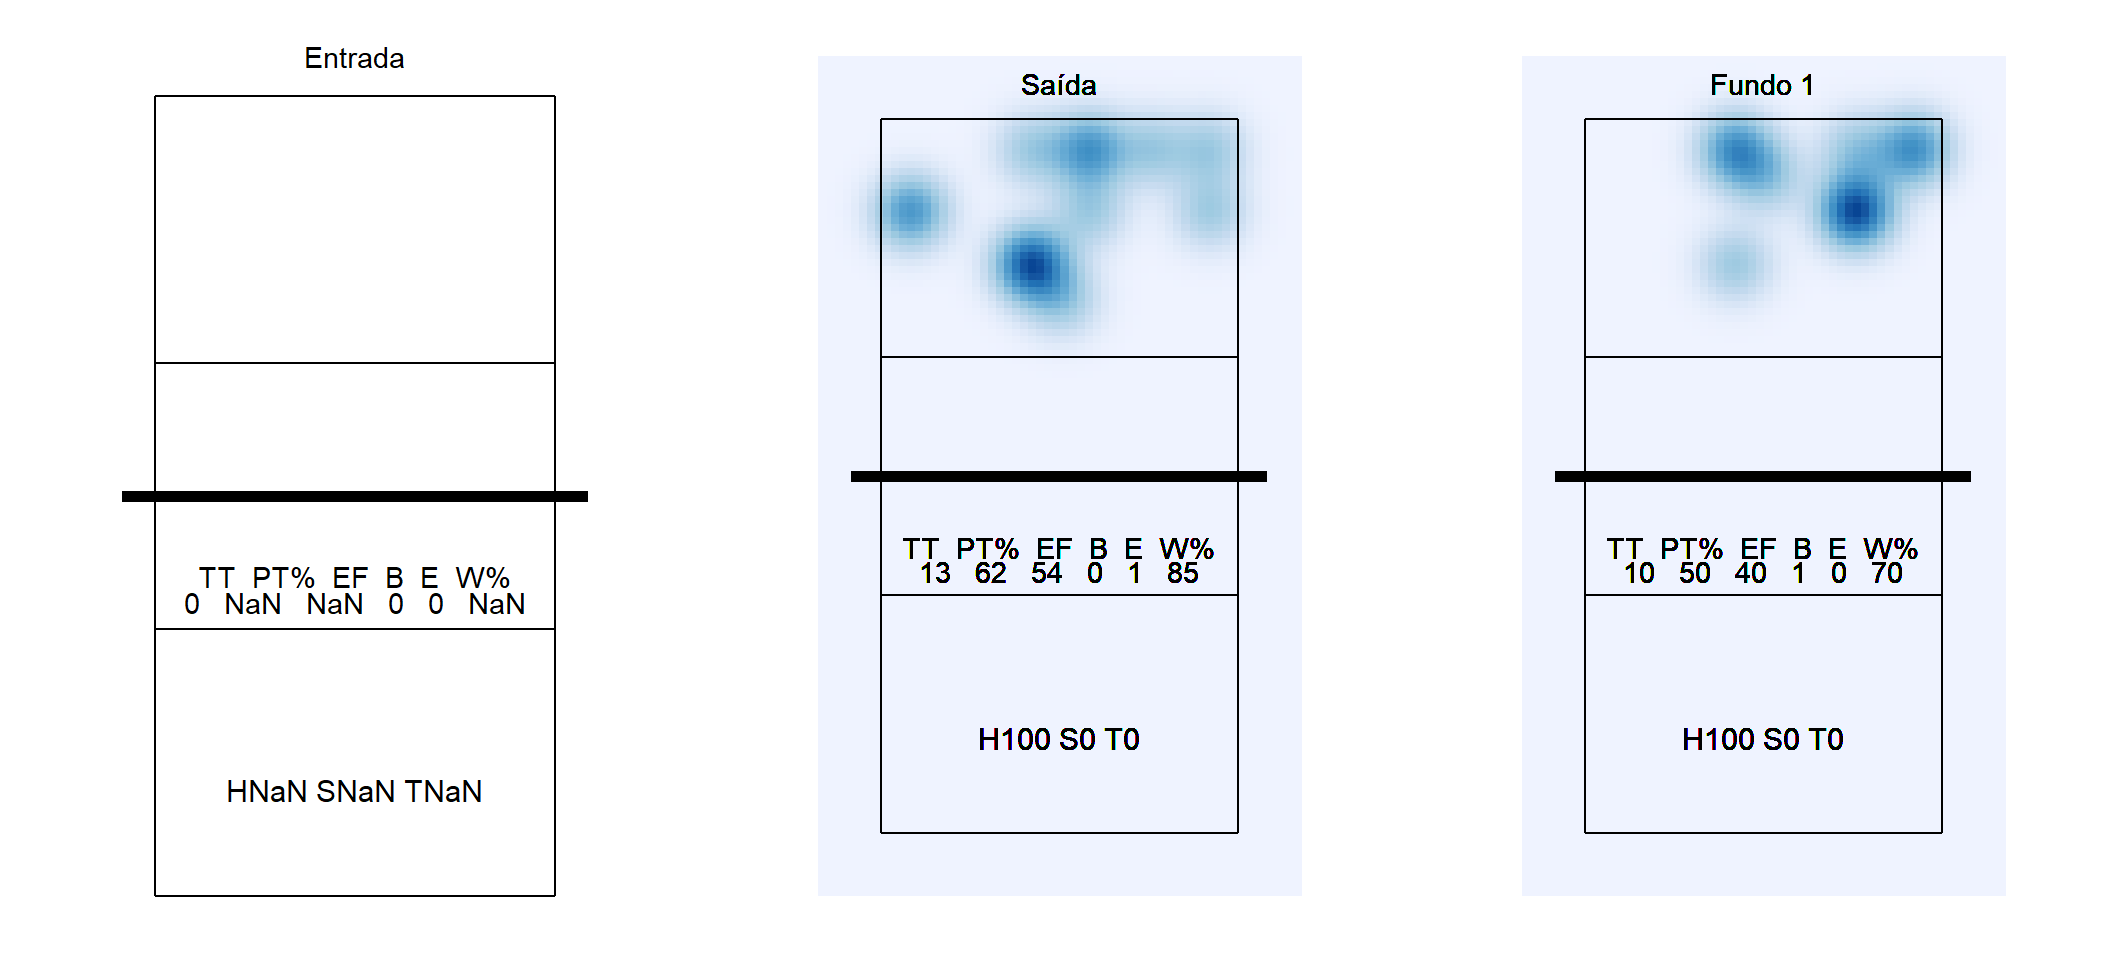 Entrada
TT PT% EF B E W%
0 NaN NaN 0 0 NaN
HNaN SNaN TNaN
Saída
TT PT% EF B E W%
13 62 54 0 1 85
H100 S0 T0
Fundo 1
TT PT% EF B E W%
10 50 40 1 0 70
H100 S0 T0